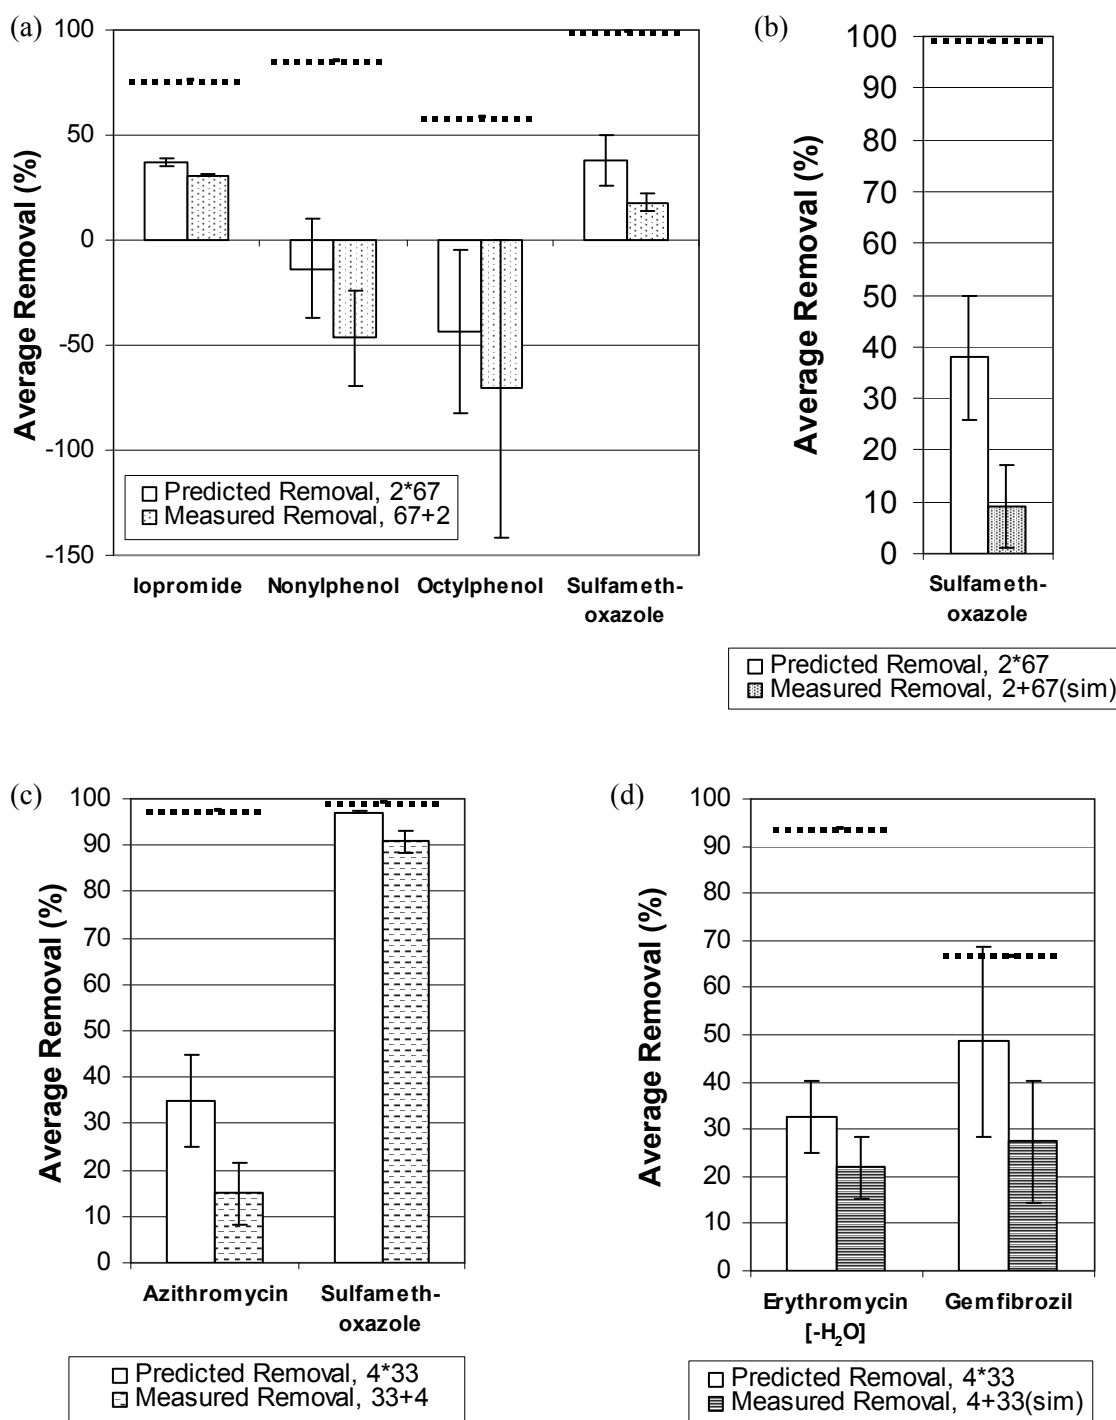 (a)
Average Removal (%)
100
50
0
-50
-100
-150
Predicted Removal, 2*67
Measured Removal, 67+2
Iopromide Nonylphenol Octylphenol Sulfameth-
oxazole
(b)
Average Removal (%)
100
90
80
70
60
50
40
30
20
10
0
Sulfameth-
oxazole
Predicted Removal, 2*67
Measured Removal, 2+67(sim)
(c)
Average Removal (%)
100
90
80
70
60
50
40
30
20
10
0
Azithromycin Sulfameth-
oxazole
Predicted Removal, 4*33
Measured Removal, 33+4
(d)
Average Removal (%)
100
90
80
70
60
50
40
30
20
10
0
Erythromycin Gemfibrozil
[-H₂O]
Predicted Removal, 4*33
Measured Removal, 4+33(sim)